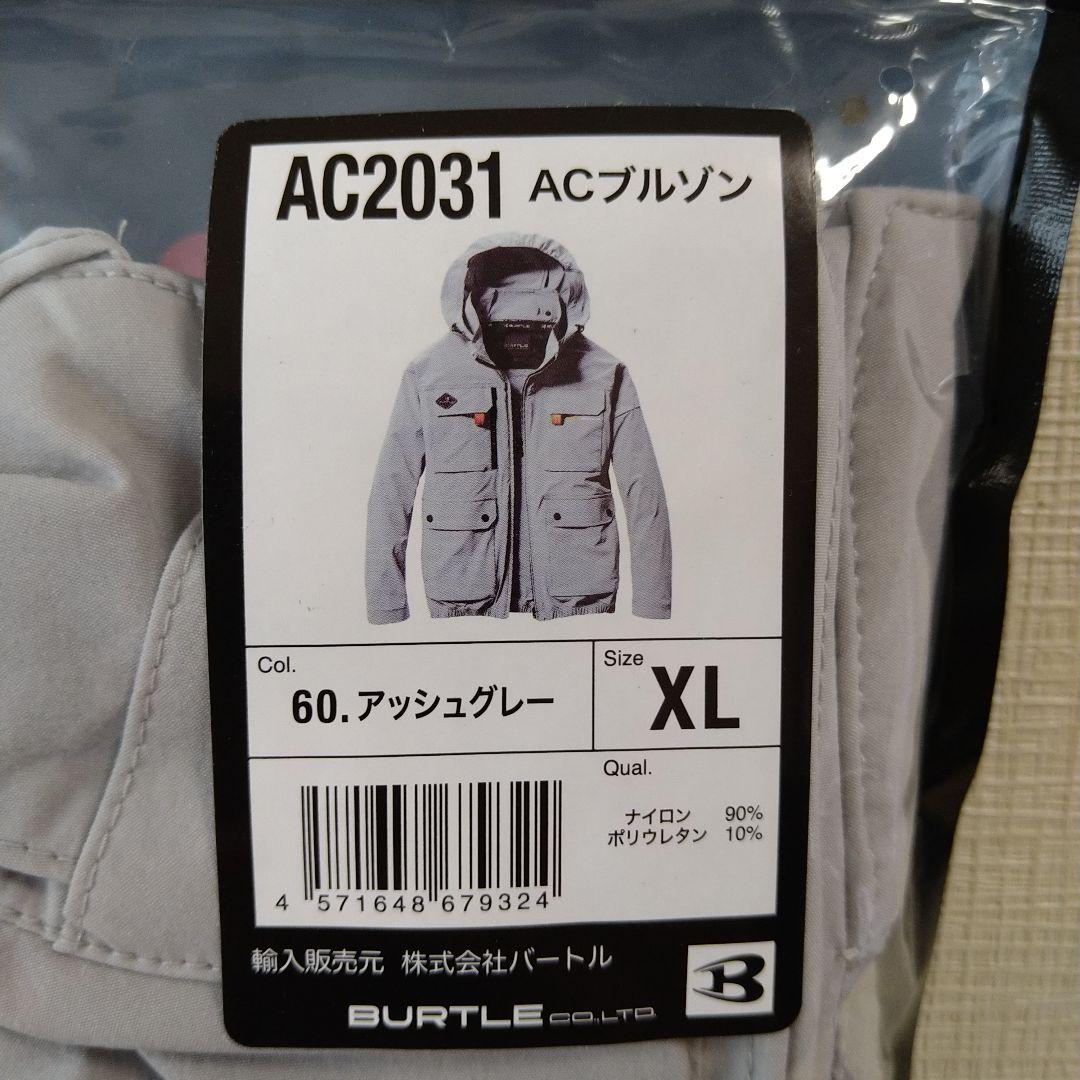 AC2031 ACブルゾン
BURTLE
Col.
60.アッシュグレー
Size
XL
Qual.
ナイロン 90%
ポリウレタン 10%
4 571648 679324
輸入販売元 株式会社バートル
BURTLE CO.,LTD.
B